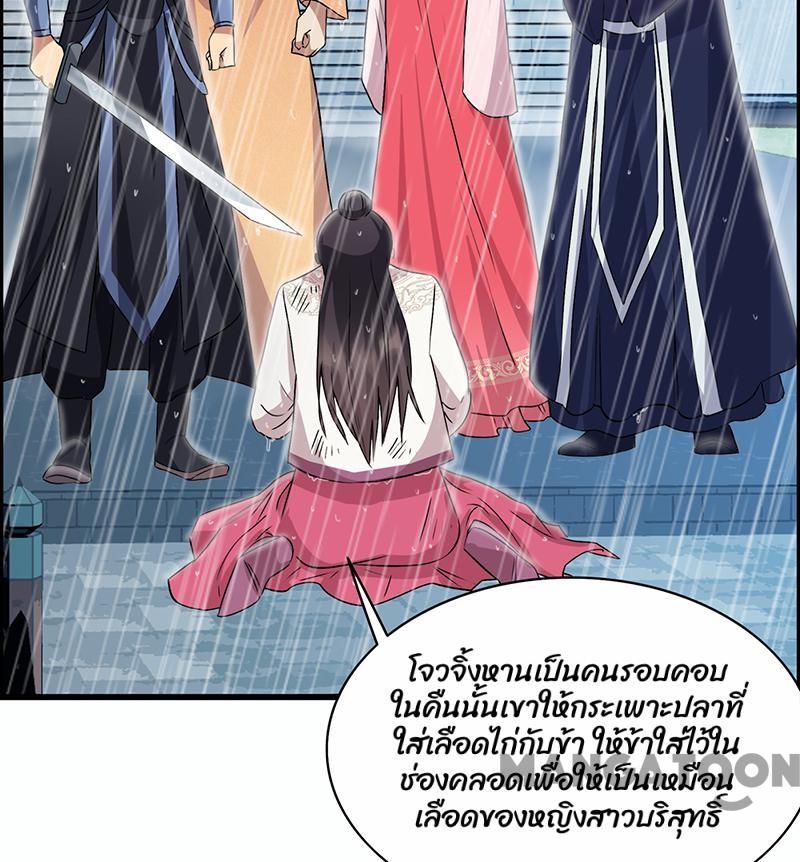 โจวจิ้งหานเป็นคนรอบคอบ
ในคืนนั้นเขาให้กระเพาะปลาที่
ใส่เลือดไก่กับข้า ให้ข้าใส่ไว้ใน
ช่องคลอดเพื่อให้เป็นเหมือน
เลือดของหญิงสาวบริสุทธิ์
MANGATOON